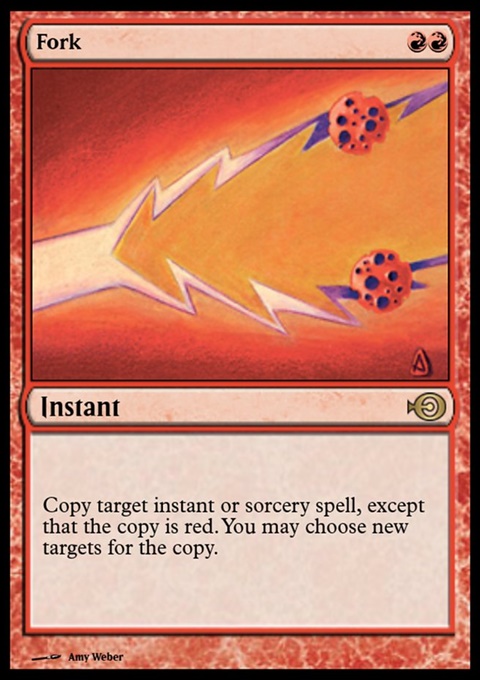 Fork
Instant
Copy target instant or sorcery spell, except
that the copy is red. You may choose new
targets for the copy.
Amy Weber